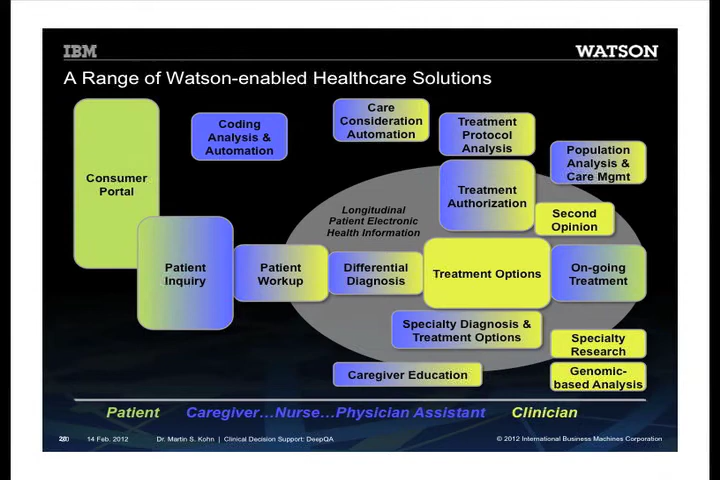 IBM
WATSON
A Range of Watson-enabled Healthcare Solutions
Consumer
Portal
Coding
Analysis &
Automation
Care
Consideration
Automation
Treatment
Protocol
Analysis
Population
Analysis &
Care Mgmt
Treatment
Authorization
Second
Opinion
Longitudinal
Patient Electronic
Health Information
Patient
Inquiry
Patient
Workup
Differential
Diagnosis
Treatment Options
On-going
Treatment
Specialty Diagnosis &
Treatment Options
Specialty
Research
Caregiver Education
Genomic-
based Analysis
Patient
Caregiver…Nurse…Physician Assistant
Clinician
14 Feb. 2012
Dr. Martin S. Kohn | Clinical Decision Support: DeepQA
© 2012 International Business Machines Corporation